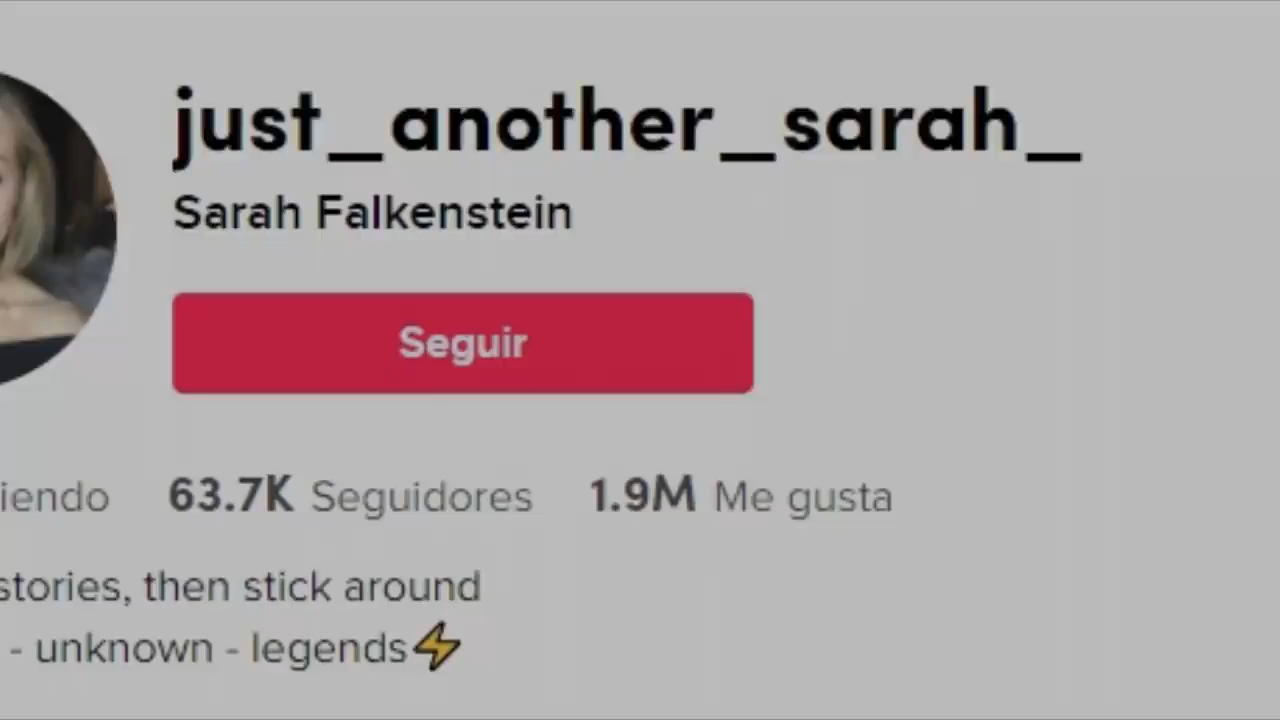 just_another_sarah_
Sarah Falkenstein
Seguir
iendo 63.7K Seguidores 1.9M Me gusta
stories, then stick around
- unknown - legends⚡